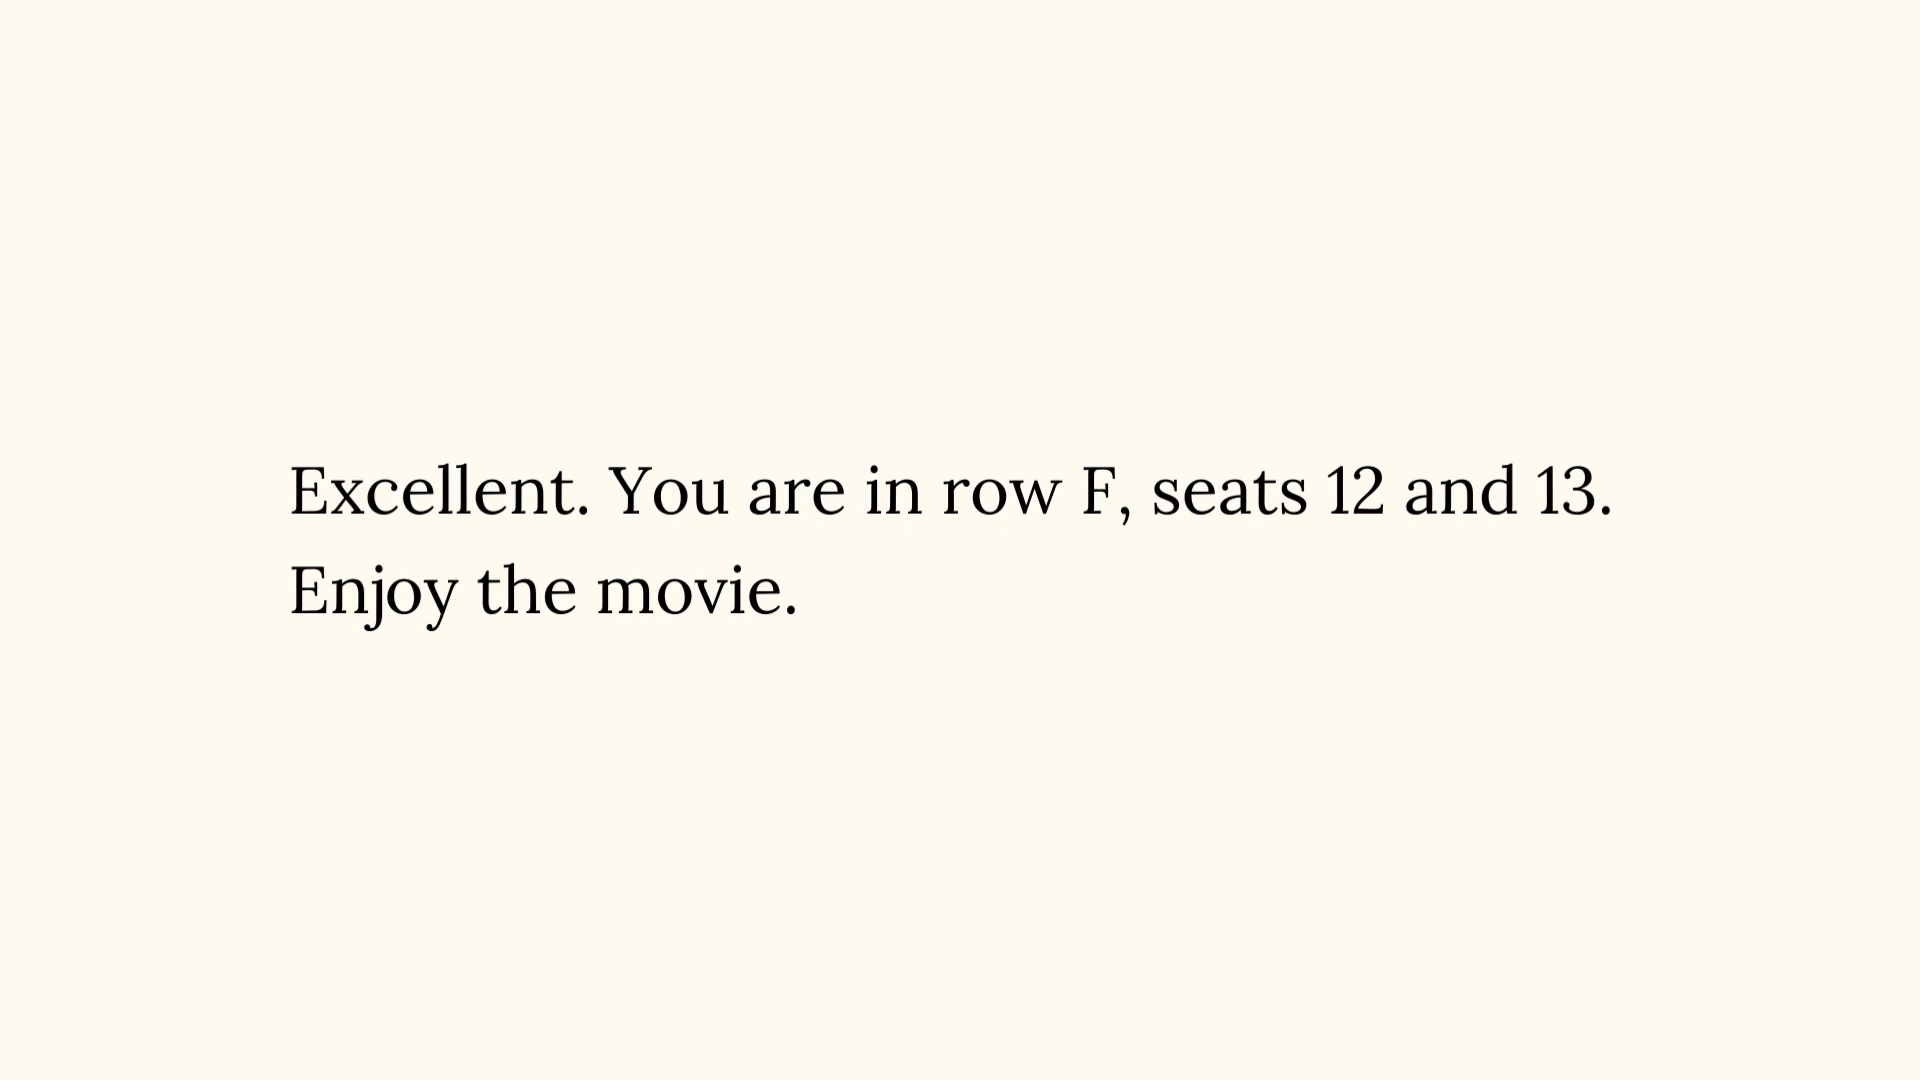 Excellent. You are in row F, seats 12 and 13.
Enjoy the movie.